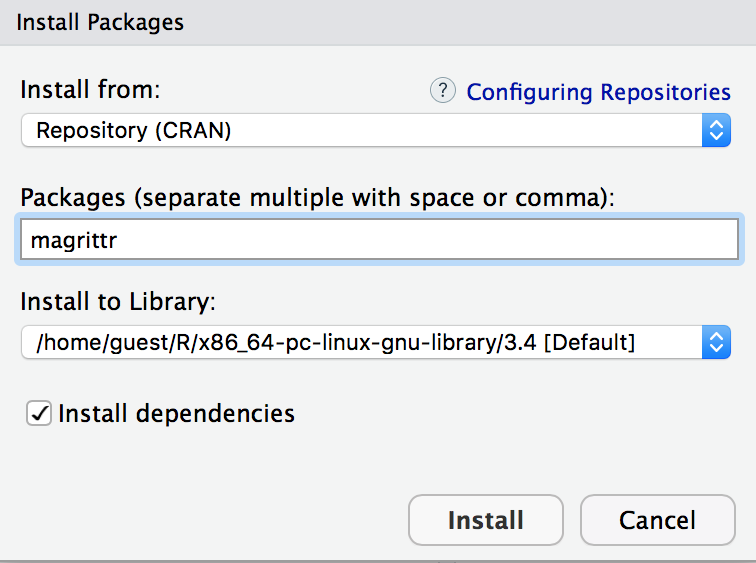 Install Packages
Install from:
? Configuring Repositories
Repository (CRAN)
Packages (separate multiple with space or comma):
magrittr
Install to Library:
/home/guest/R/x86_64-pc-linux-gnu-library/3.4 [Default]
Install dependencies
Install
Cancel